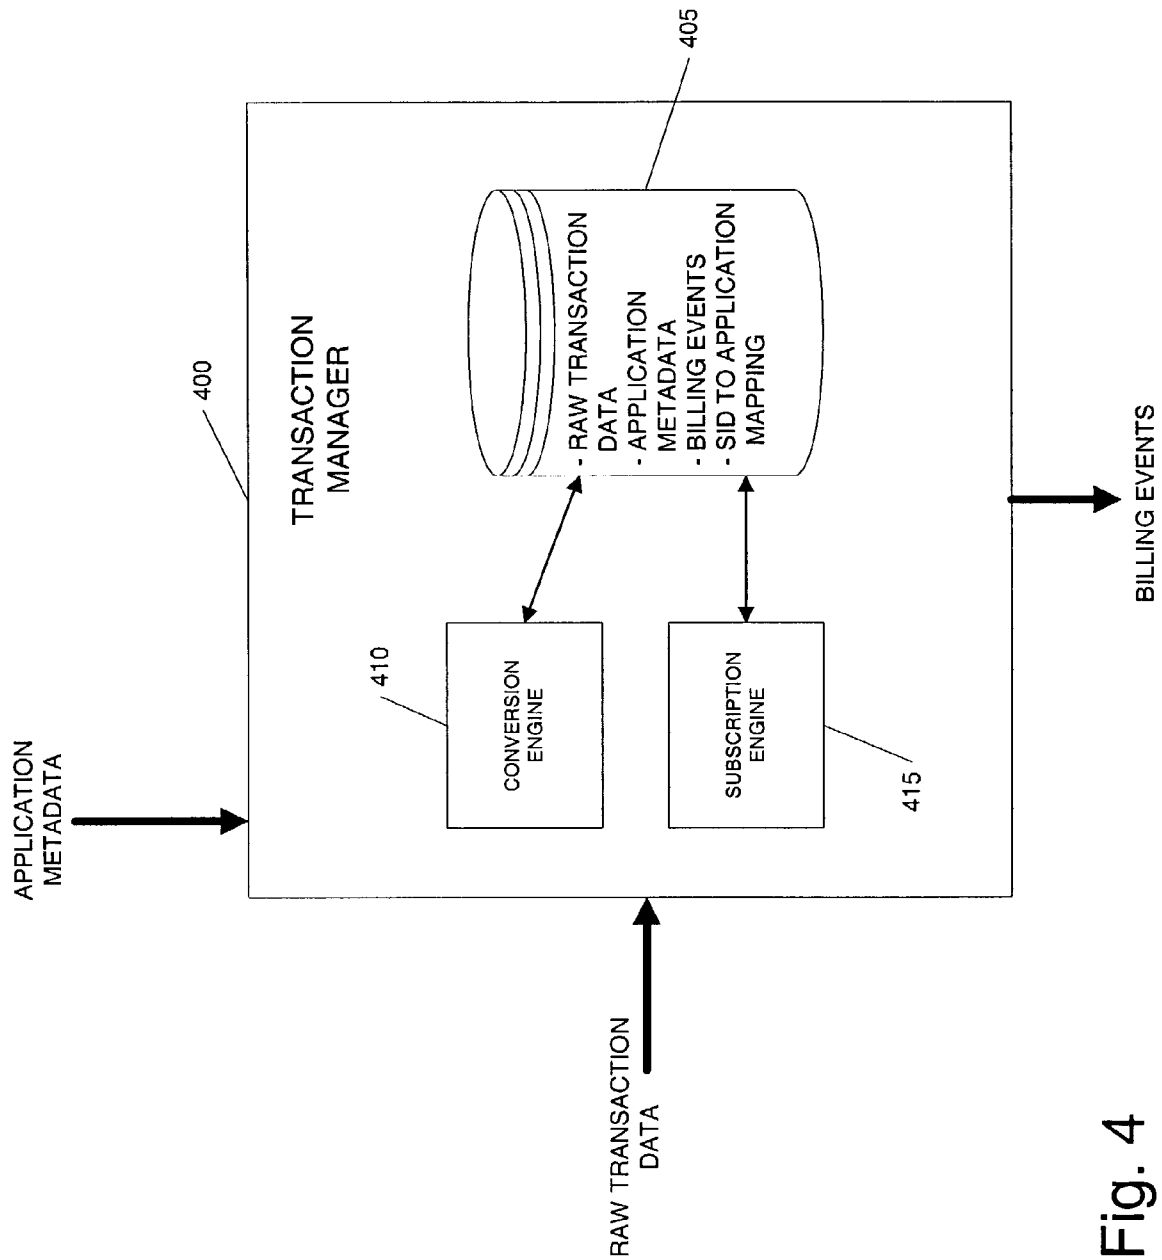 APPLICATION
METADATA
400
TRANSACTION
MANAGER
410
CONVERSION
ENGINE
405
- RAW TRANSACTION
DATA
- APPLICATION
METADATA
- BILLING EVENTS
- SID TO APPLICATION
MAPPING
SUBSCRIPTION
ENGINE
415
RAW TRANSACTION
DATA
BILLING EVENTS
Fig. 4